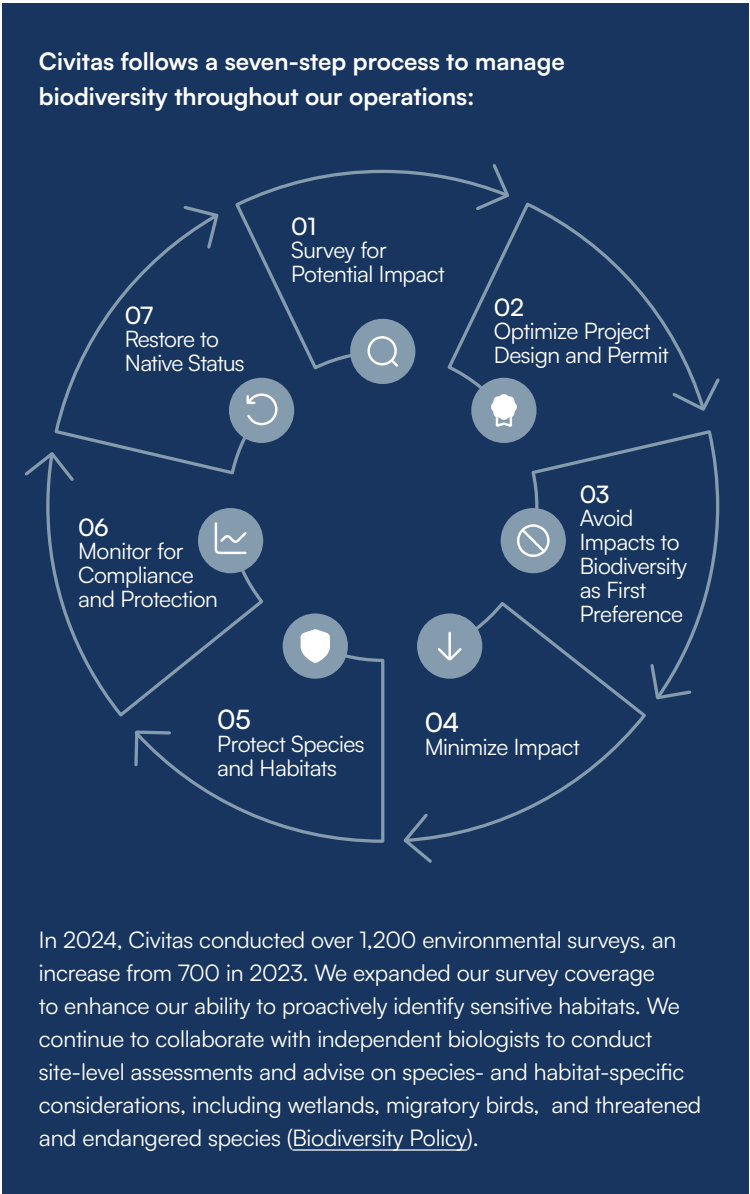 Civitas follows a seven-step process to manage
biodiversity throughout our operations:
01
Survey for
Potential Impact
02
Optimize Project
Design and Permit
03
Avoid
Impacts to
Biodiversity
as First
Preference
04
Minimize Impact
05
Protect Species
and Habitats
06
Monitor for
Compliance
and Protection
07
Restore to
Native Status
In 2024, Civitas conducted over 1,200 environmental surveys, an
increase from 700 in 2023. We expanded our survey coverage
to enhance our ability to proactively identify sensitive habitats. We
continue to collaborate with independent biologists to conduct
site-level assessments and advise on species- and habitat-specific
considerations, including wetlands, migratory birds,  and threatened
and endangered species (Biodiversity Policy).